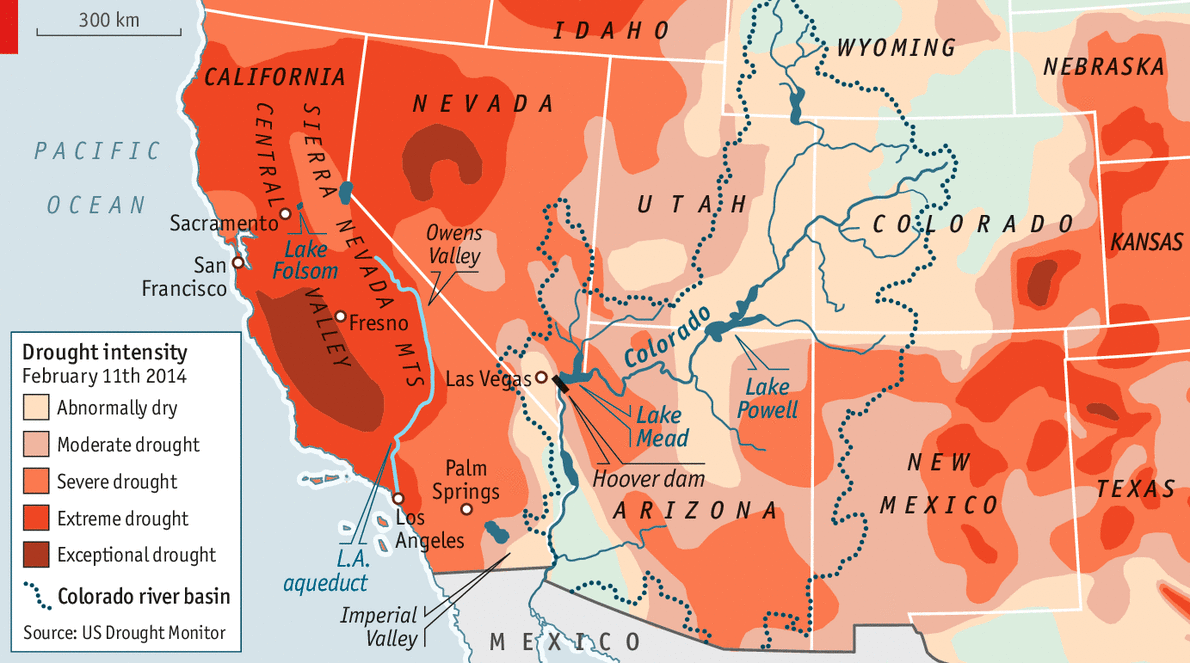 300 km
IDAHO
WYOMING
NEBRASKA
CALIFORNIA
NEVADA
PACIFIC
OCEAN
CENTRAL
VALLEY
SIERRA
NEVADA MTS
UTAH
COLORADO
KANSAS
Sacramento
Lake
Folsom
Owens
Valley
San
Francisco
Fresno
Colorado
Las Vegas
Lake
Powell
Lake
Mead
Hoover dam
Palm
Springs
ARIZONA
NEW
MEXICO
TEXAS
Los
Angeles
L.A.
aqueduct
Imperial
Valley
MEXICO
Drought intensity
February 11th 2014
Abnormally dry
Moderate drought
Severe drought
Extreme drought
Exceptional drought
Colorado river basin
Source: US Drought Monitor